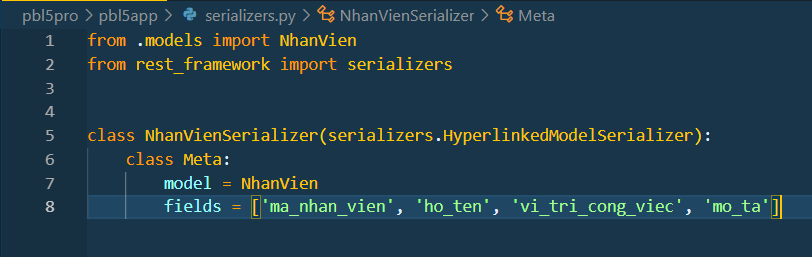 pbl5pro > pbl5app > serializers.py > NhanVienSerializer > Meta
1 from .models import NhanVien
2 from rest_framework import serializers
3
4
5 class NhanVienSerializer(serializers.HyperlinkedModelSerializer):
6 class Meta:
7 model = NhanVien
8 fields = ['ma_nhan_vien', 'ho_ten', 'vi_tri_cong_viec', 'mo_ta']